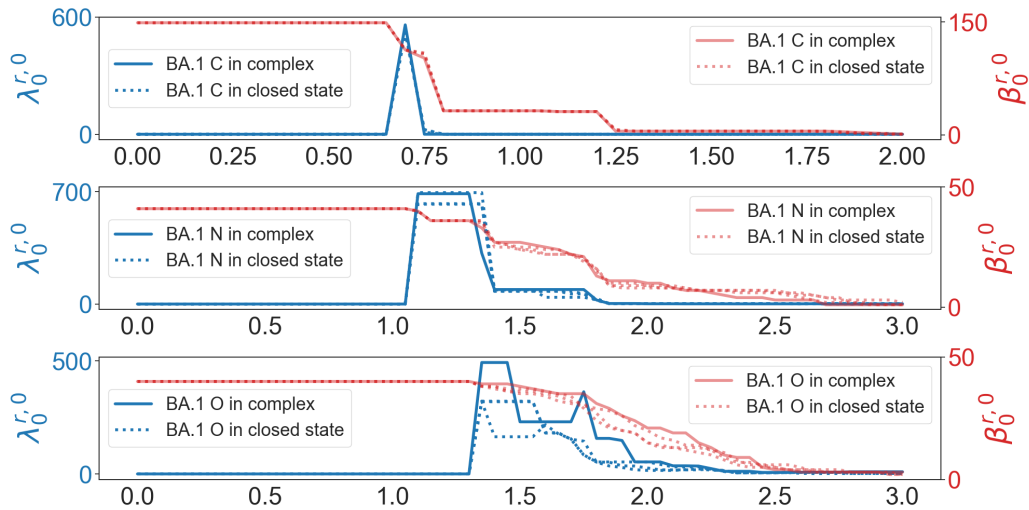 600
0
λ₀^{r, 0}
BA.1 C in complex
BA.1 C in closed state
BA.1 C in complex
BA.1 C in closed state
150
0
β₀^{r, 0}
0.00 0.25 0.50 0.75 1.00 1.25 1.50 1.75 2.00
700
0
λ₀^{r, 0}
BA.1 N in complex
BA.1 N in closed state
BA.1 N in complex
BA.1 N in closed state
50
0
β₀^{r, 0}
0.0 0.5 1.0 1.5 2.0 2.5 3.0
500
0
λ₀^{r, 0}
BA.1 O in complex
BA.1 O in closed state
BA.1 O in complex
BA.1 O in closed state
50
0
β₀^{r, 0}
0.0 0.5 1.0 1.5 2.0 2.5 3.0